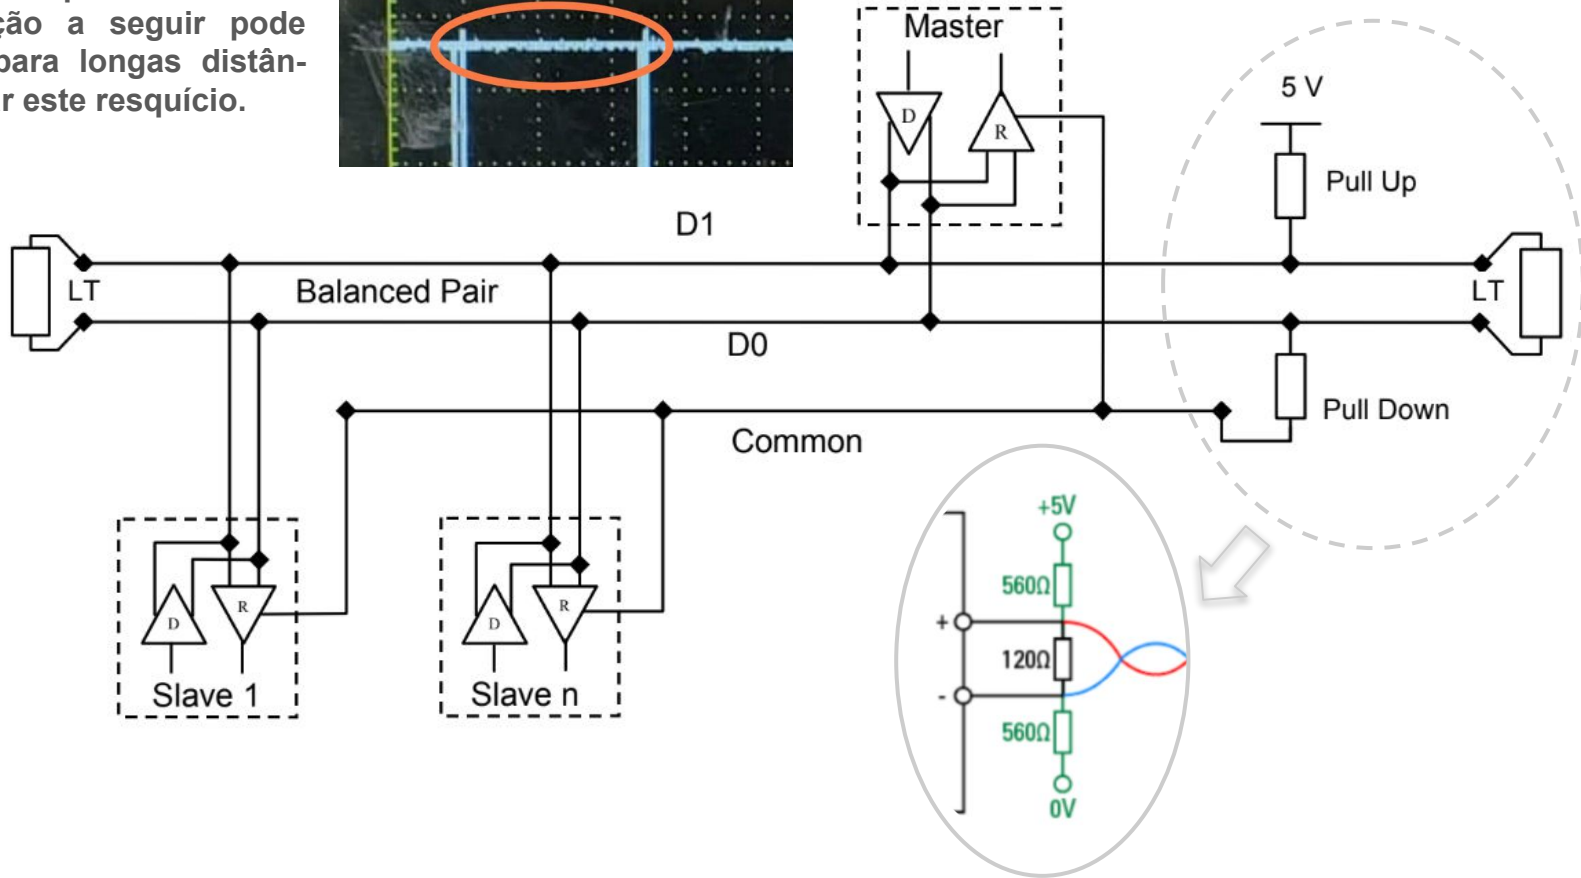 ção a seguir pode
para longas distân-
r este resquício.
Master
D
R
5 V
Pull Up
D1
LT
Balanced Pair
LT
D0
Pull Down
Common
+5V
560Ω
+
120Ω
-
560Ω
0V
D
R
Slave 1
D
R
Slave n